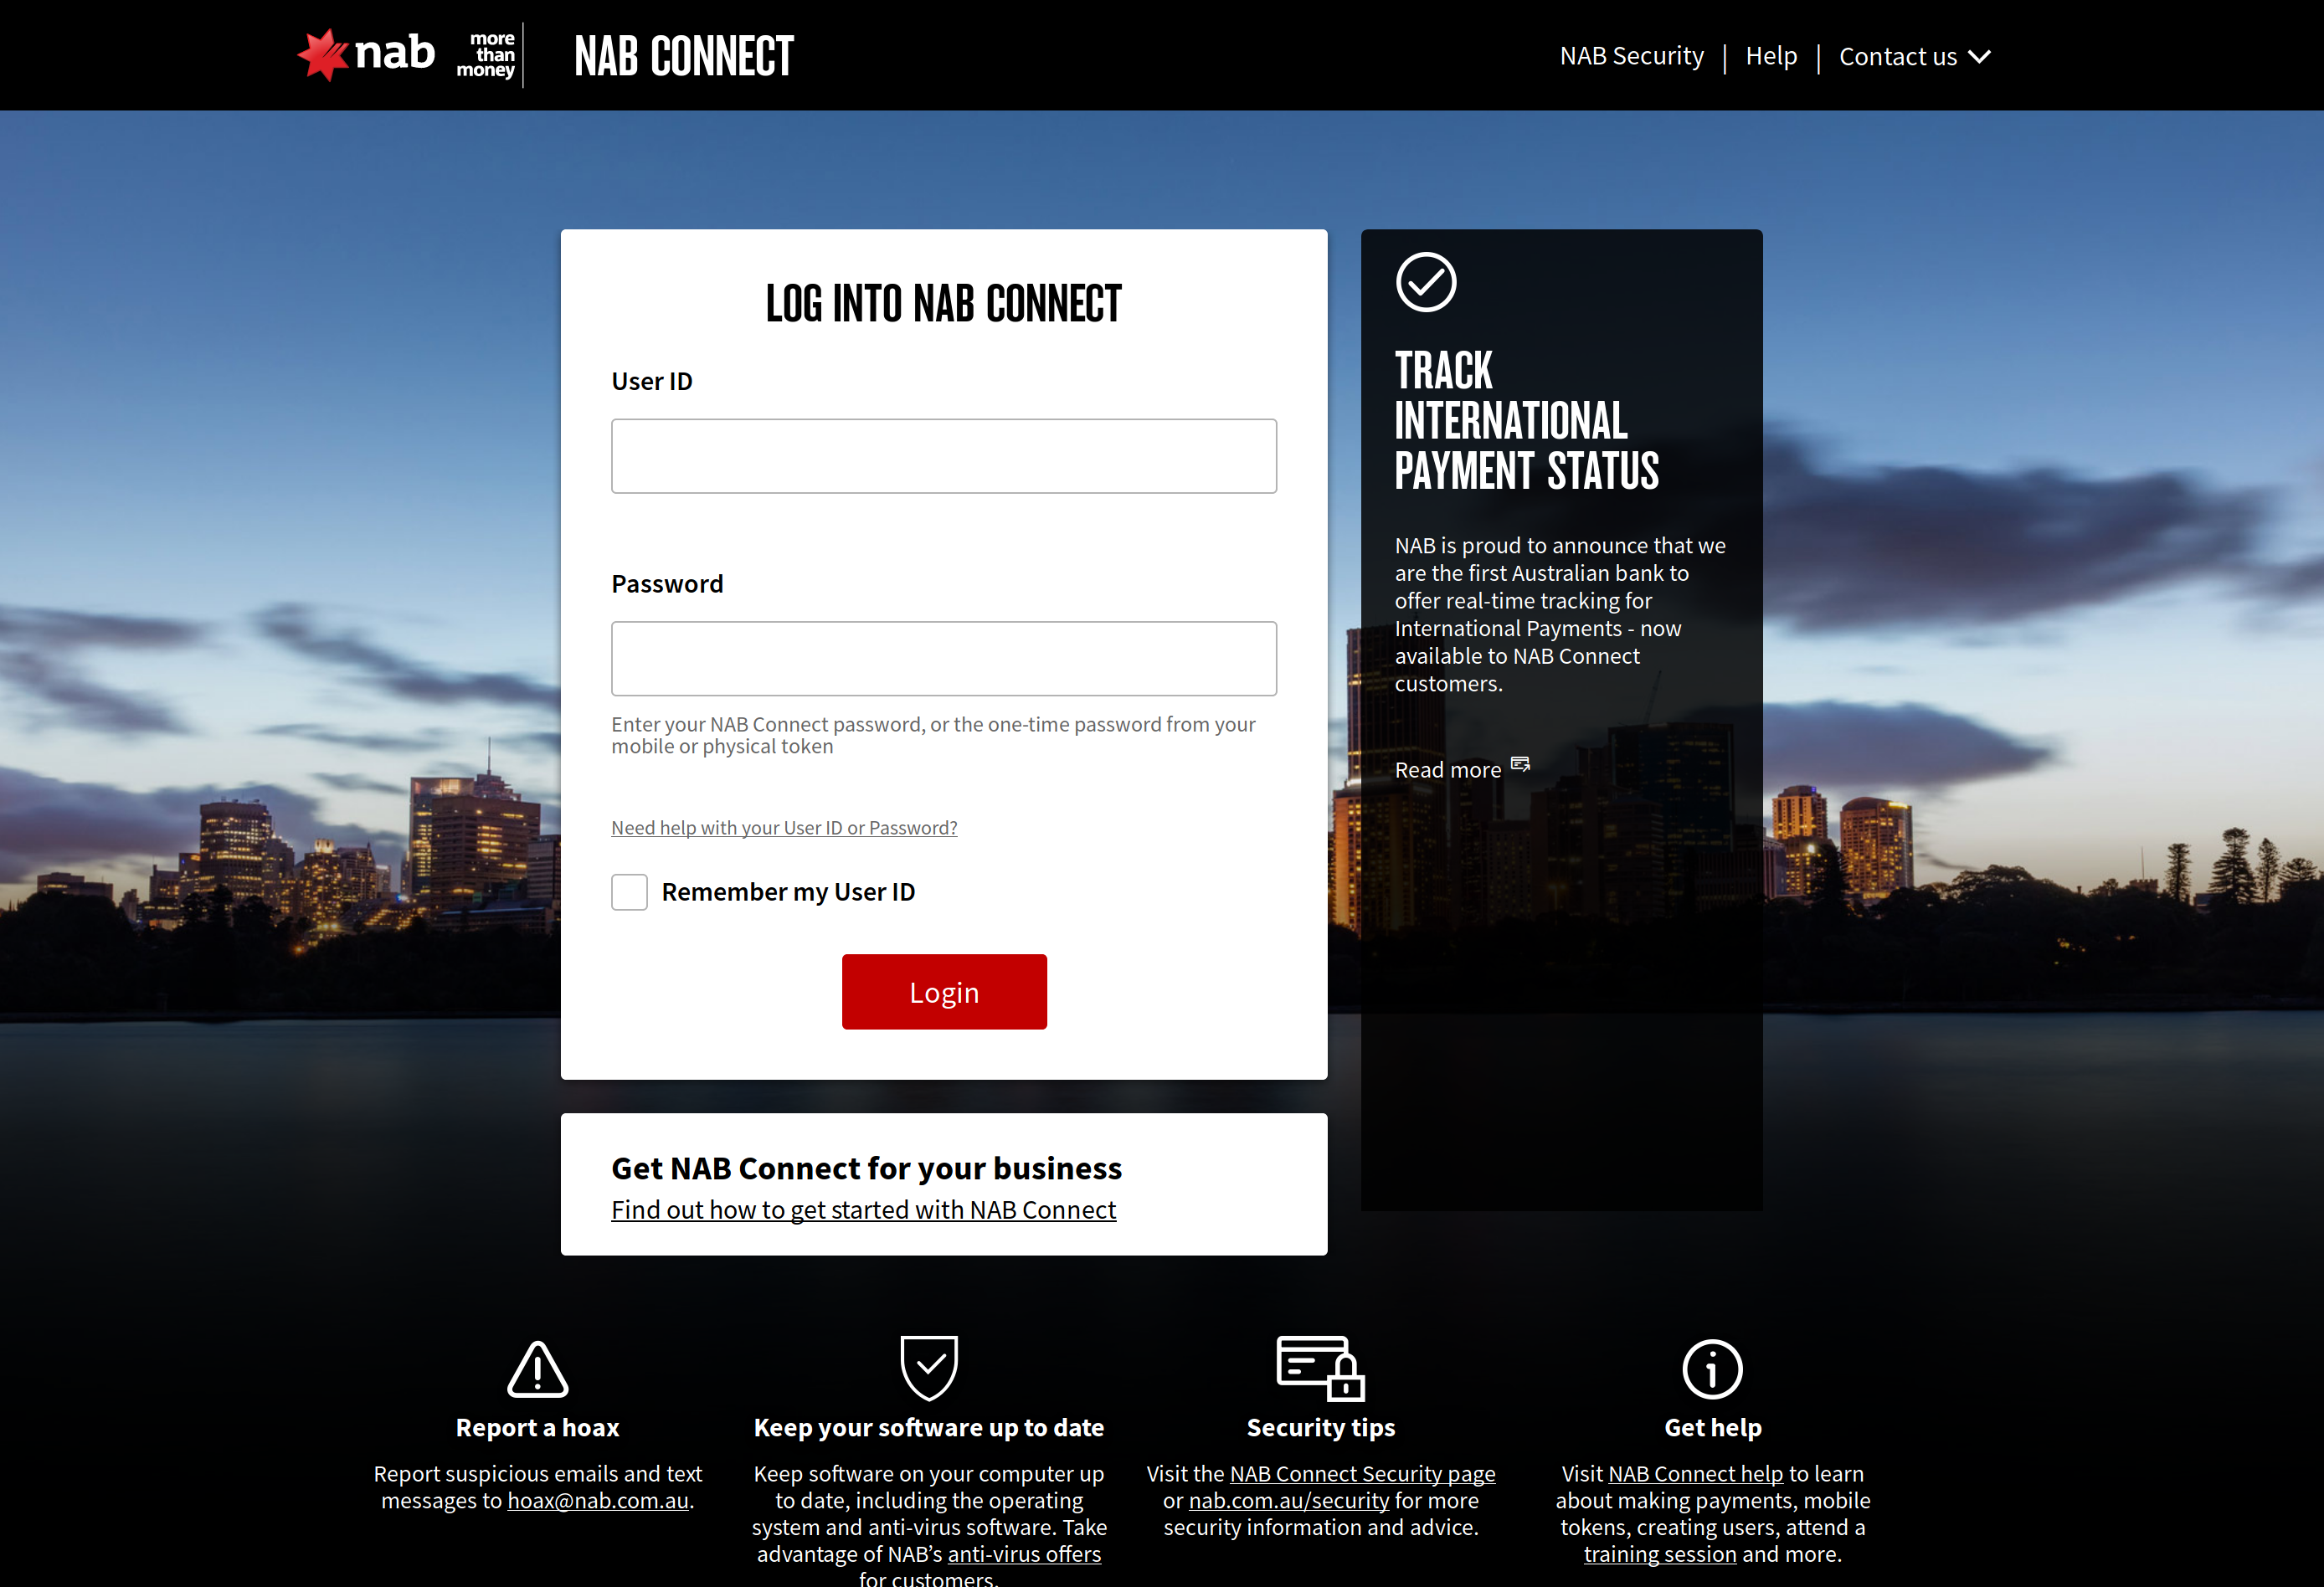 nab
more
than
money
NAB CONNECT
NAB Security | Help | Contact us
LOG INTO NAB CONNECT
User ID
Password
Enter your NAB Connect password, or the one-time password from your
mobile or physical token
Need help with your User ID or Password?
Remember my User ID
Login
TRACK
INTERNATIONAL
PAYMENT STATUS
NAB is proud to announce that we
are the first Australian bank to
offer real-time tracking for
International Payments - now
available to NAB Connect
customers.
Read more
Get NAB Connect for your business
Find out how to get started with NAB Connect
Report a hoax
Report suspicious emails and text
messages to hoax@nab.com.au.
Keep your software up to date
Keep software on your computer up
to date, including the operating
system and anti-virus software. Take
advantage of NAB’s anti-virus offers
for customers.
Security tips
Visit the NAB Connect Security page
or nab.com.au/security for more
security information and advice.
Get help
Visit NAB Connect help to learn
about making payments, mobile
tokens, creating users, attend a
training session and more.